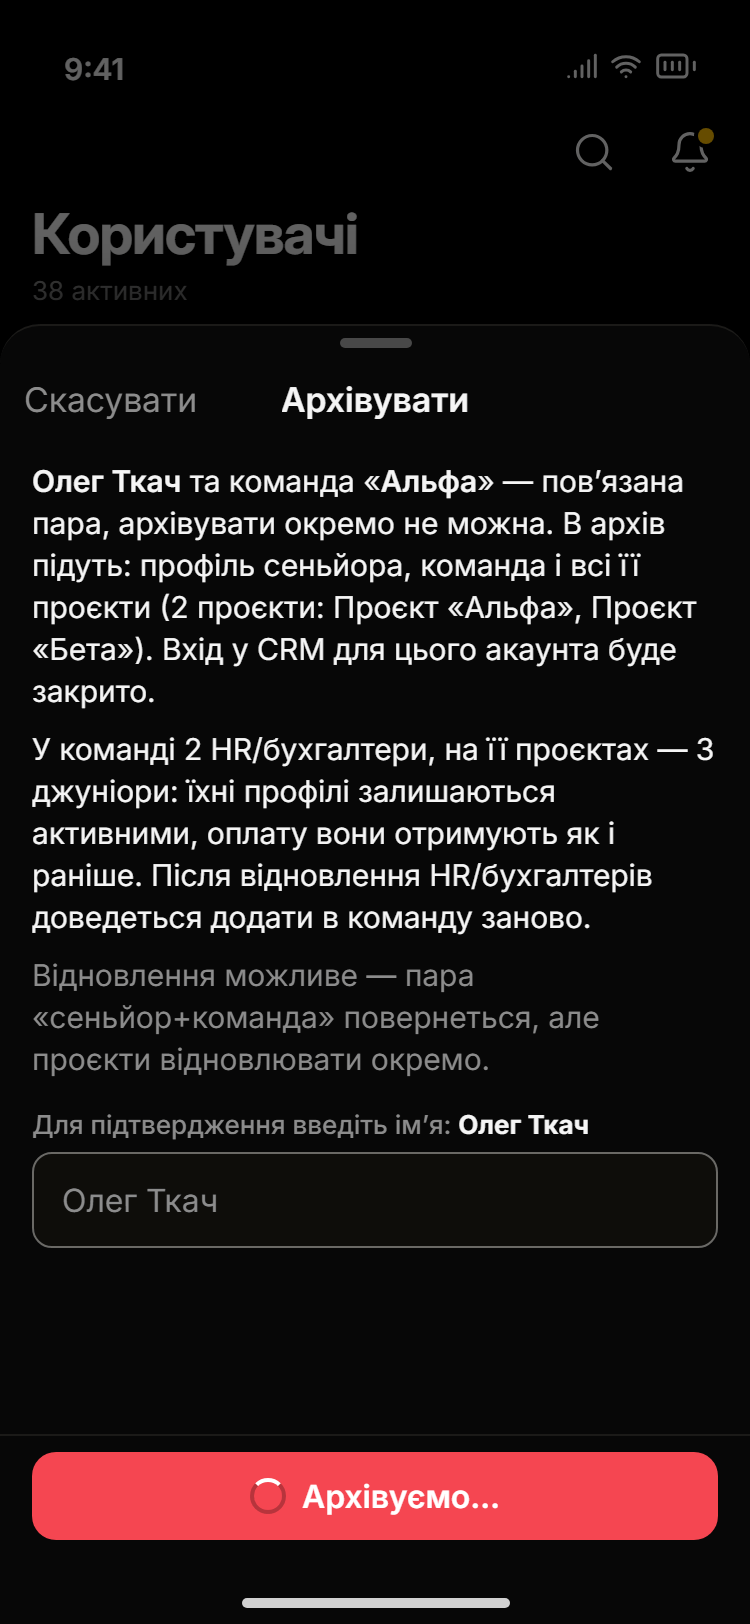 9:41
Користувачі
38 активних
Скасувати
Архівувати
Олег Ткач та команда «Альфа» — пов’язана
пара, архівувати окремо не можна. В архів
підуть: профіль сеньйора, команда і всі її
проєкти (2 проєкти: Проєкт «Альфа», Проєкт
«Бета»). Вхід у CRM для цього акаунта буде
закрито.
У команді 2 HR/бухгалтери, на її проєктах — 3
джуніори: їхні профілі залишаються
активними, оплату вони отримують як і
раніше. Після відновлення HR/бухгалтерів
доведеться додати в команду заново.
Відновлення можливе — пара
«сеньйор+команда» повернеться, але
проєкти відновлювати окремо.
Для підтвердження введіть ім’я: Олег Ткач
Олег Ткач
Архівуємо...